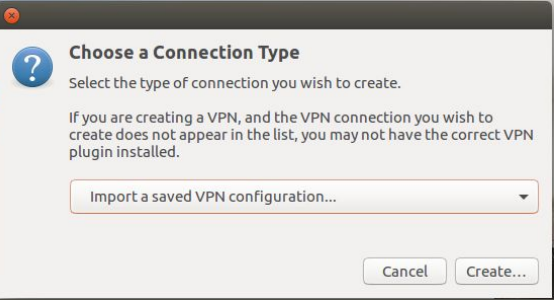 Choose a Connection Type
Select the type of connection you wish to create.
If you are creating a VPN, and the VPN connection you wish to
create does not appear in the list, you may not have the correct VPN
plugin installed.
Import a saved VPN configuration...
Cancel
Create...